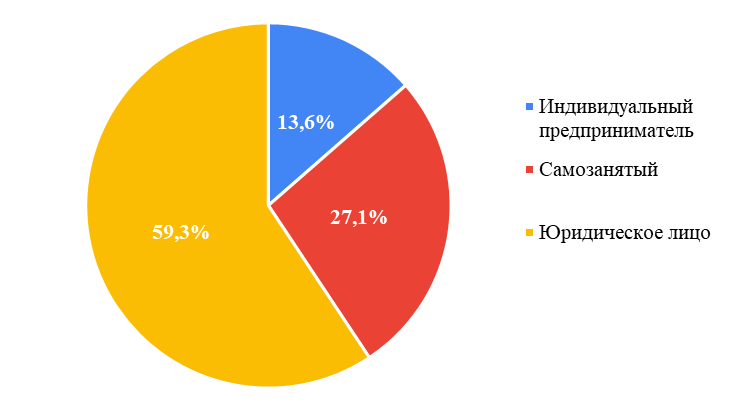 13,6%
27,1%
59,3%
Индивидуальный
предприниматель
Самозанятый
Юридическое лицо